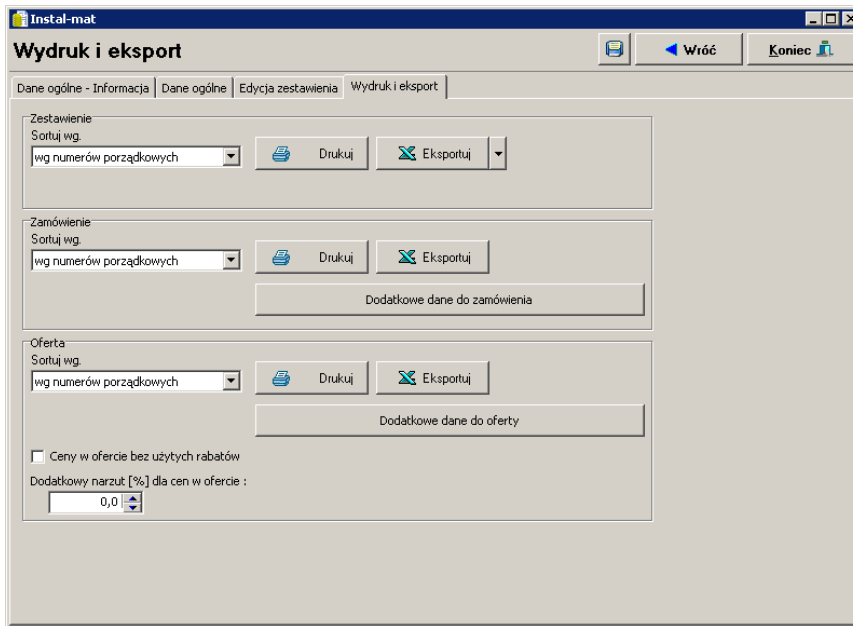 Instal-mat
Wydruk i eksport
Wróć
Koniec
Dane ogólne - Informacja
Dane ogólne
Edycja zestawienia
Wydruk i eksport
Zestawienie
Sortuj wg.
wg numerów porządkowych
Drukuj
Eksportuj
Zamówienie
Sortuj wg.
wg numerów porządkowych
Drukuj
Eksportuj
Dodatkowe dane do zamówienia
Oferta
Sortuj wg.
wg numerów porządkowych
Drukuj
Eksportuj
Dodatkowe dane do oferty
Ceny w ofercie bez użytych rabatów
Dodatkowy narzut [%] dla cen w ofercie :
0,0